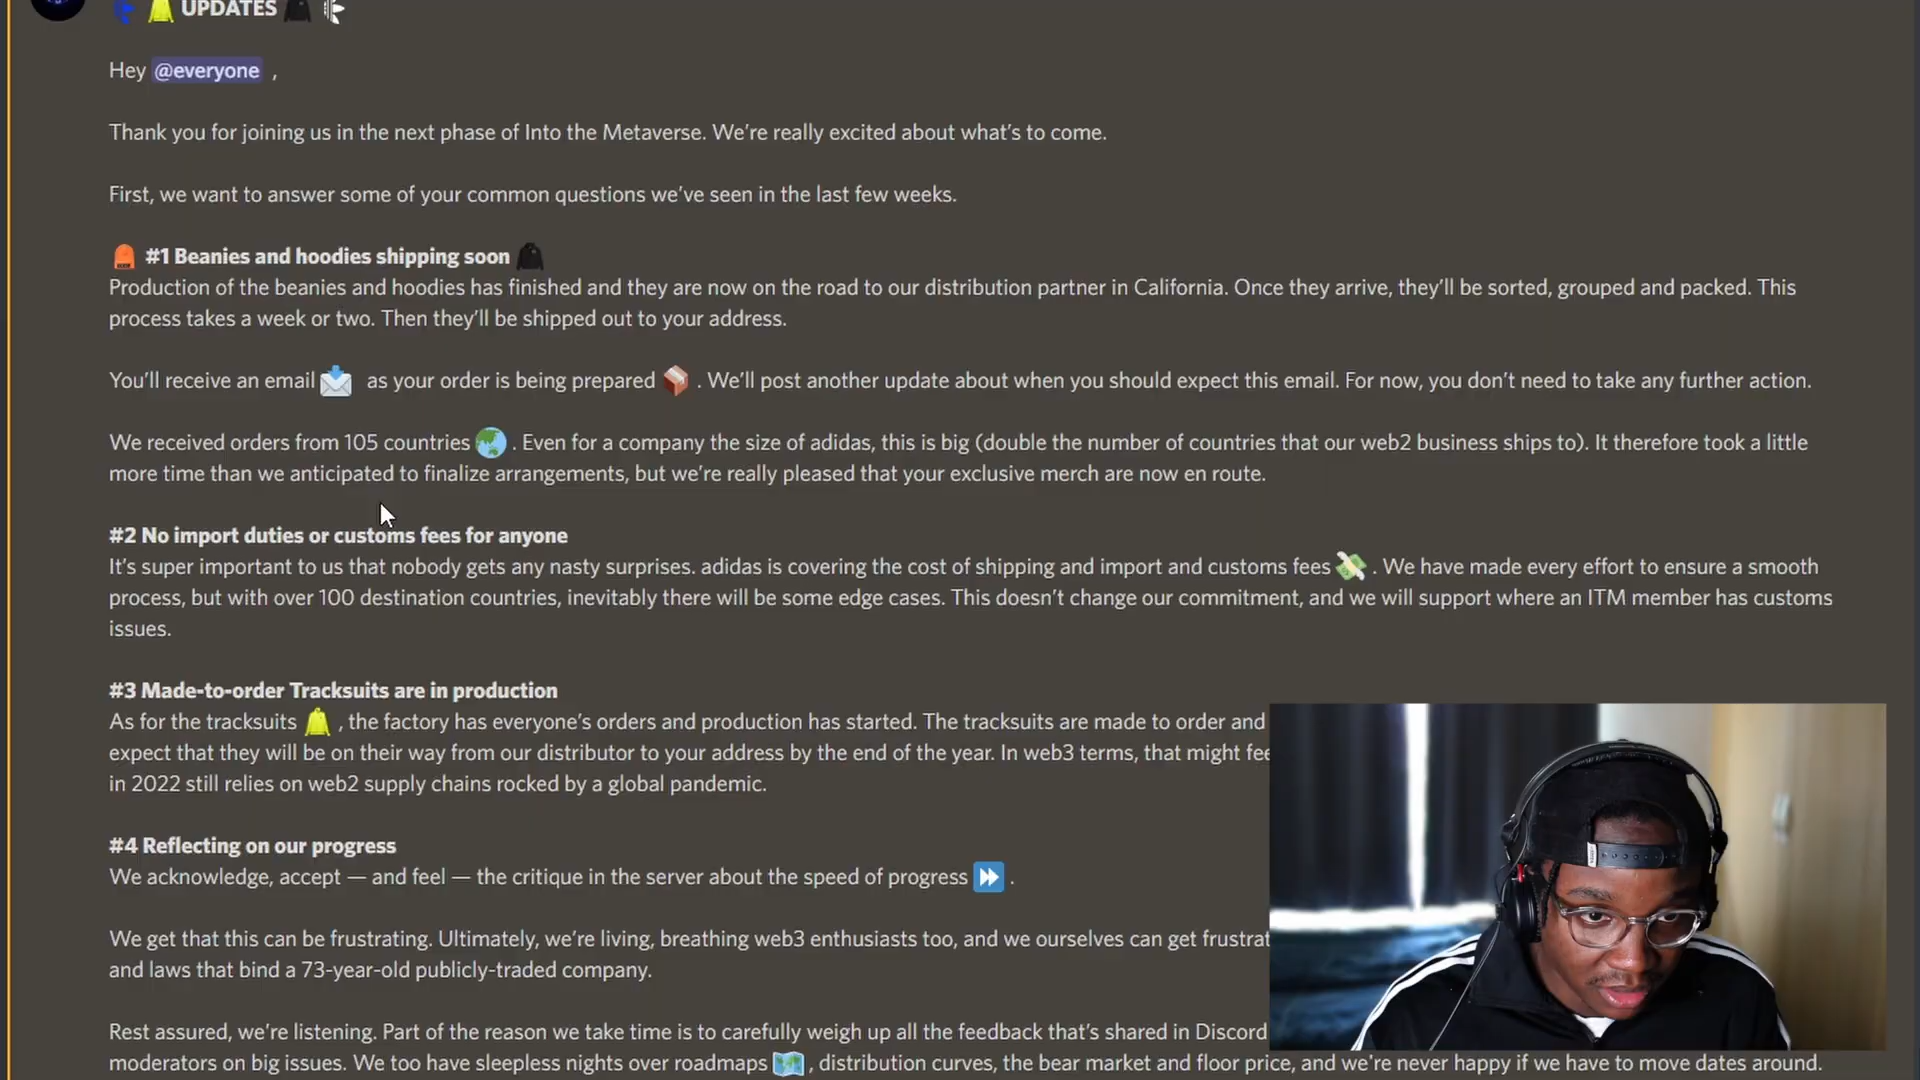 UPDATES
Hey @everyone ,
Thank you for joining us in the next phase of Into the Metaverse. We’re really excited about what’s to come.
First, we want to answer some of your common questions we’ve seen in the last few weeks.
#1 Beanies and hoodies shipping soon
Production of the beanies and hoodies has finished and they are now on the road to our distribution partner in California. Once they arrive, they’ll be sorted, grouped and packed. This
process takes a week or two. Then they’ll be shipped out to your address.
You’ll receive an email as your order is being prepared . We’ll post another update about when you should expect this email. For now, you don’t need to take any further action.
We received orders from 105 countries . Even for a company the size of adidas, this is big (double the number of countries that our web2 business ships to). It therefore took a little
more time than we anticipated to finalize arrangements, but we’re really pleased that your exclusive merch are now en route.
#2 No import duties or customs fees for anyone
It’s super important to us that nobody gets any nasty surprises. adidas is covering the cost of shipping and import and customs fees . We have made every effort to ensure a smooth
process, but with over 100 destination countries, inevitably there will be some edge cases. This doesn’t change our commitment, and we will support where an ITM member has customs
issues.
#3 Made-to-order Tracksuits are in production
As for the tracksuits , the factory has everyone’s orders and production has started. The tracksuits are made to order and
expect that they will be on their way from our distributor to your address by the end of the year. In web3 terms, that might fee
in 2022 still relies on web2 supply chains rocked by a global pandemic.
#4 Reflecting on our progress
We acknowledge, accept — and feel — the critique in the server about the speed of progress .
We get that this can be frustrating. Ultimately, we’re living, breathing web3 enthusiasts too, and we ourselves can get frustrat
and laws that bind a 73-year-old publicly-traded company.
Rest assured, we’re listening. Part of the reason we take time is to carefully weigh up all the feedback that’s shared in Discord
moderators on big issues. We too have sleepless nights over roadmaps , distribution curves, the bear market and floor price, and we’re never happy if we have to move dates around.